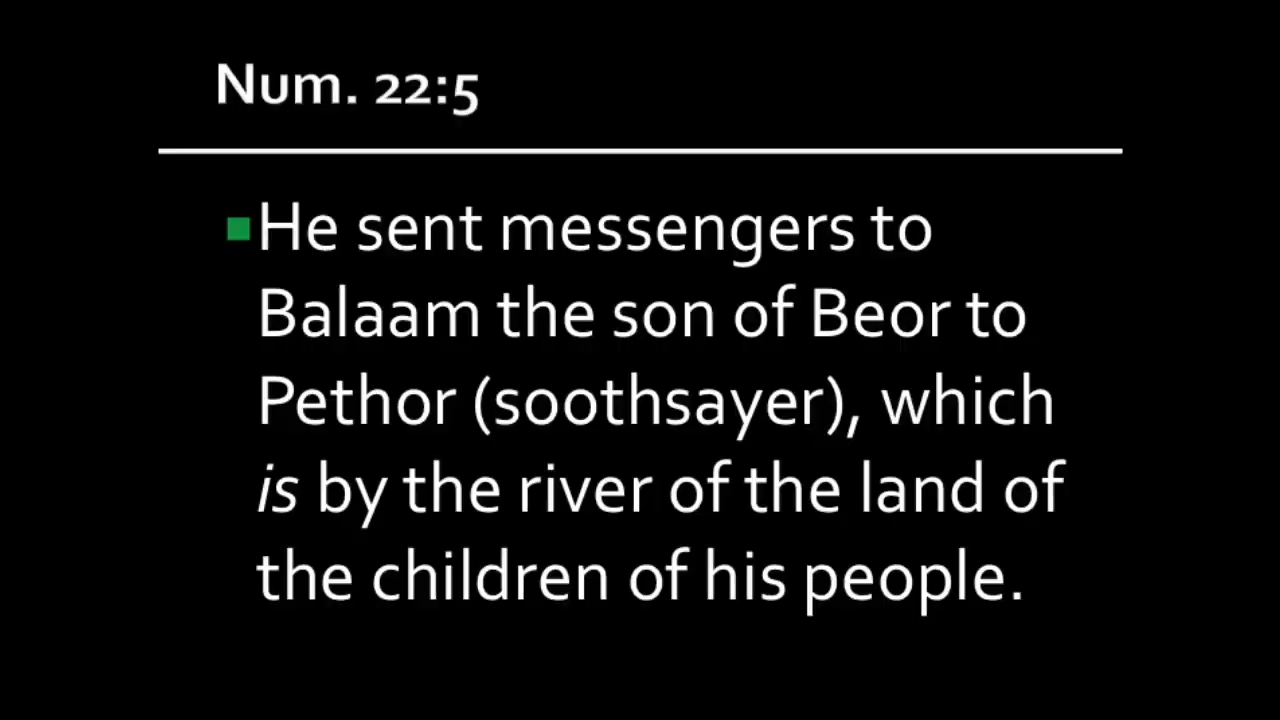 Num. 22:5
▪He sent messengers to
Balaam the son of Beor to
Pethor (soothsayer), which
is by the river of the land of
the children of his people.